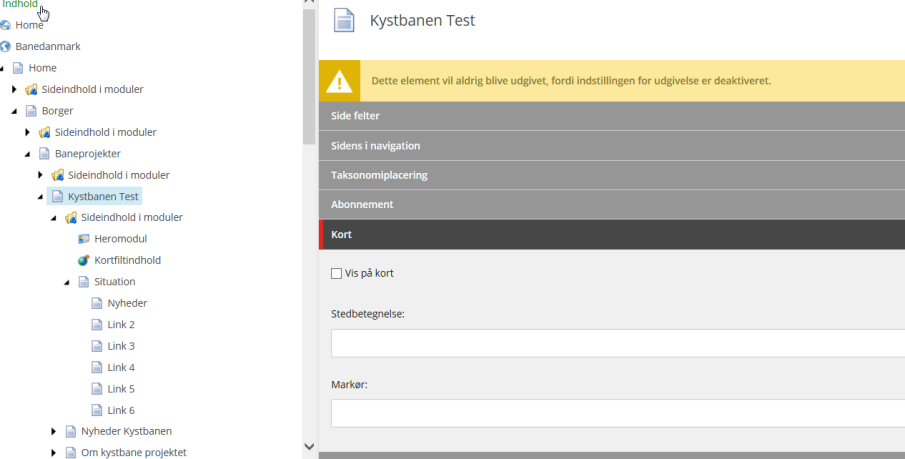 Indhold
Home
Banedanmark
Home
Sideindhold i moduler
Borger
Sideindhold i moduler
Baneprojekter
Sideindhold i moduler
Kystbanen Test
Sideindhold i moduler
Heromodul
Kortfiltindhold
Situation
Nyheder
Link 2
Link 3
Link 4
Link 5
Link 6
Nyheder Kystbanen
Om kystbane projektet
Kystbanen Test
Dette element vil aldrig blive udgivet, fordi indstillingen for udgivelse er deaktiveret.
Side felter
Sidens i navigation
Taksonomiplacering
Abonnement
Kort
Vis på kort
Stedbetegnelse:
Markør: